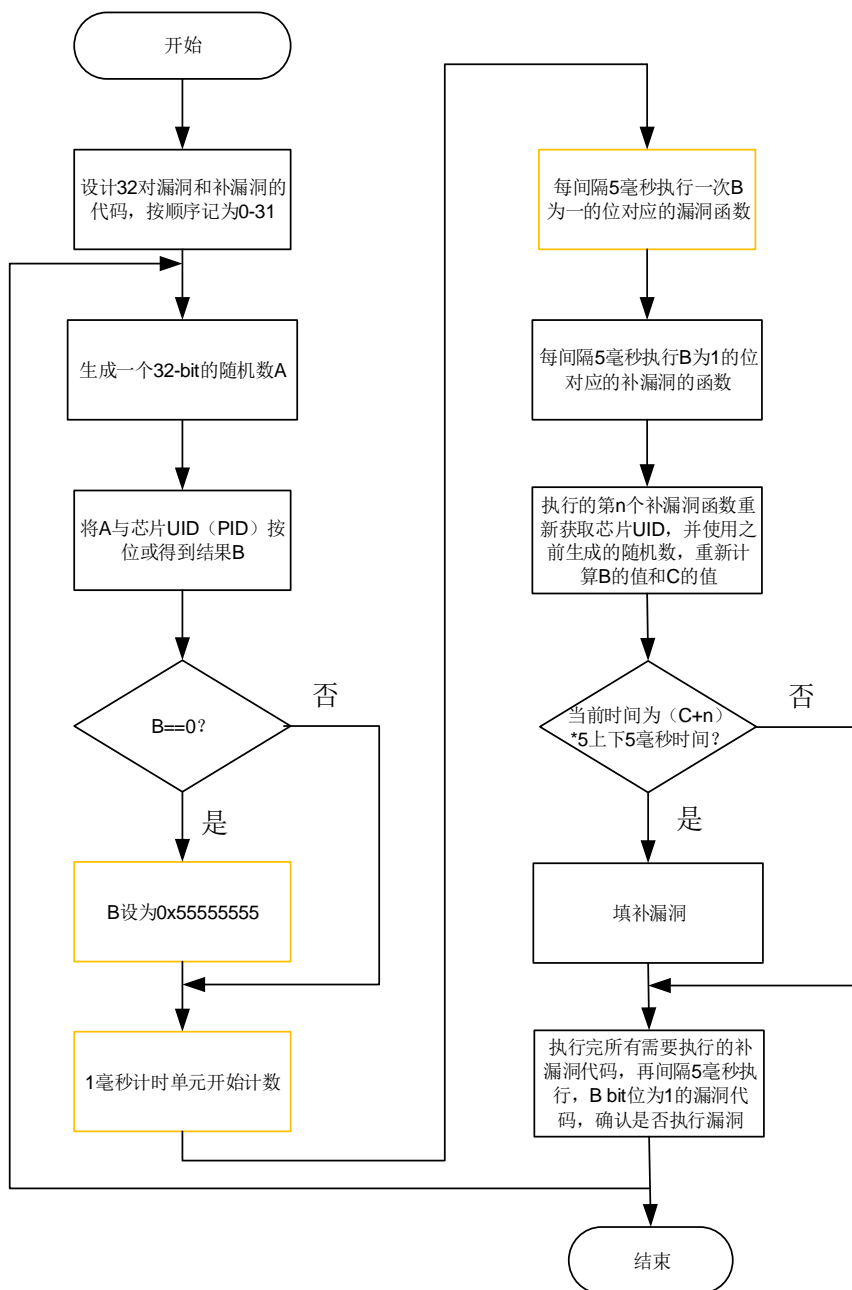 开始
设计32对漏洞和补漏洞的
代码，按顺序记为0-31
生成一个32-bit的随机数A
将A与芯片UID（PID）按
位或得到结果B
B==0？
否
是
B设为0x55555555
1毫秒计时单元开始计数
每间隔5毫秒执行一次B
为一的位对应的漏洞函数
每间隔5毫秒执行B为1的位
对应的补漏洞的函数
执行的第n个补漏洞函数重
新获取芯片UID，并使用之
前生成的随机数，重新计
算B的值和C的值
当前时间为（C+n）
*5上下5毫秒时间？
否
是
填补漏洞
执行完所有需要执行的补
漏洞代码，再间隔5毫秒执
行，B bit位为1的漏洞代
码，确认是否执行漏洞
结束